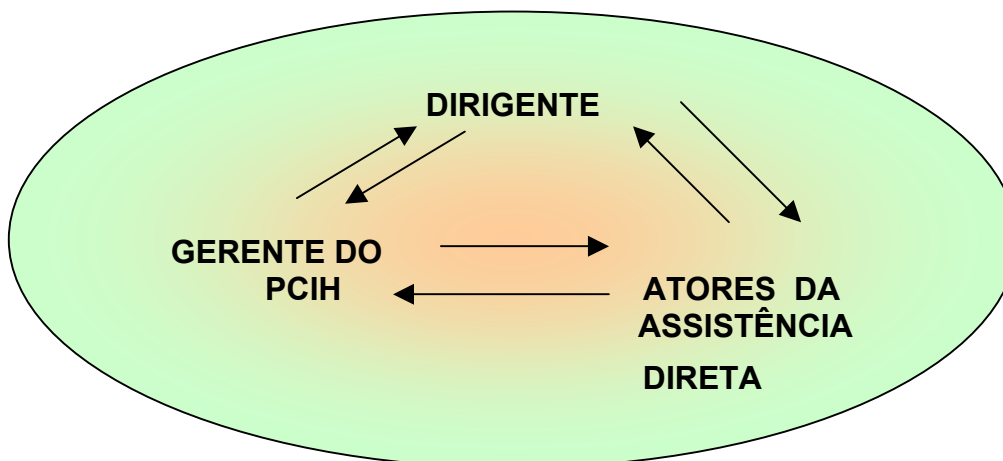 DIRIGENTE
GERENTE DO
PCIH
ATORES DA
ASSISTÊNCIA
DIRETA